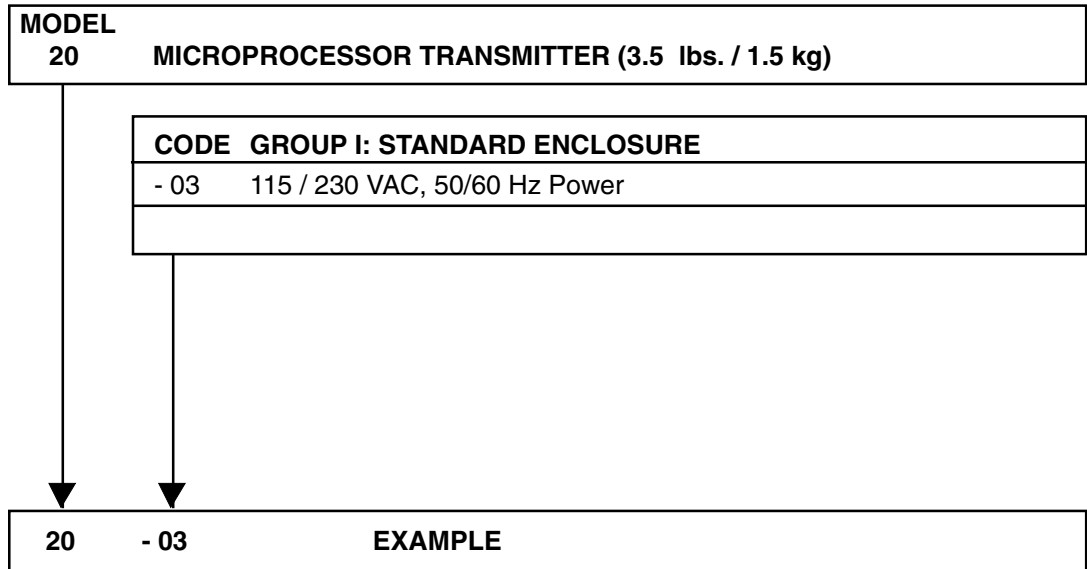 MODEL
20 MICROPROCESSOR TRANSMITTER (3.5 lbs. / 1.5 kg)
CODE GROUP I: STANDARD ENCLOSURE
- 03 115 / 230 VAC, 50/60 Hz Power
20 - 03 EXAMPLE